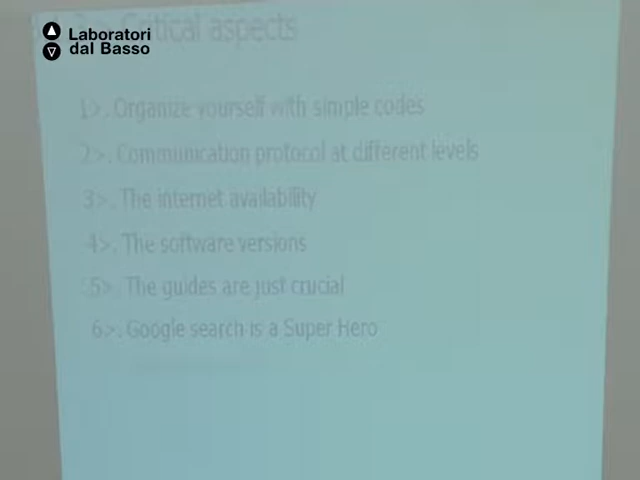 Laboratori
dal Basso
Critical aspects
1>. Organize yourself with simple codes
2>. Communication protocol at different levels
3>. The internet availability
4>. The software versions
5>. The guides are just crucial
6>. Google search is a Super Hero